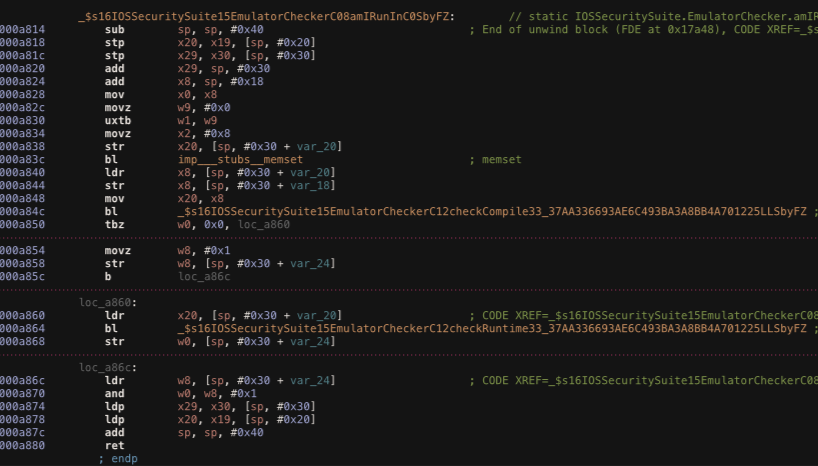 _$s16IOSSecuritySuite15EmulatorCheckerC08amIRunInC0SbyFZ: // static IOSSecuritySuite.EmulatorChecker.amIR
000a814 sub sp, sp, #0x40 ; End of unwind block (FDE at 0x17a48), CODE XREF=_$s
000a818 stp x20, x19, [sp, #0x20]
000a81c stp x29, x30, [sp, #0x30]
000a820 add x29, sp, #0x30
000a824 add x8, sp, #0x18
000a828 mov x0, x8
000a82c movz w9, #0x0
000a830 uxtb w1, w9
000a834 movz x2, #0x8
000a838 str x20, [sp, #0x30 + var_20]
000a83c bl imp___stubs__memset ; memset
000a840 ldr x8, [sp, #0x30 + var_20]
000a844 str x8, [sp, #0x30 + var_18]
000a848 mov x20, x8
000a84c bl _$s16IOSSecuritySuite15EmulatorCheckerC12checkCompile33_37AA336693AE6C493BA3A8BB4A701225LLSbyFZ ;
000a850 tbz w0, 0x0, loc_a860
000a854 movz w8, #0x1
000a858 str w8, [sp, #0x30 + var_24]
000a85c b loc_a86c
loc_a860:
000a860 ldr x20, [sp, #0x30 + var_20] ; CODE XREF=_$s16IOSSecuritySuite15EmulatorCheckerC08
000a864 bl _$s16IOSSecuritySuite15EmulatorCheckerC12checkRuntime33_37AA336693AE6C493BA3A8BB4A701225LLSbyFZ ;
000a868 str w0, [sp, #0x30 + var_24]
loc_a86c:
000a86c ldr w8, [sp, #0x30 + var_24] ; CODE XREF=_$s16IOSSecuritySuite15EmulatorCheckerC08
000a870 and w0, w8, #0x1
000a874 ldp x29, x30, [sp, #0x30]
000a878 ldp x20, x19, [sp, #0x20]
000a87c add sp, sp, #0x40
000a880 ret
; endp